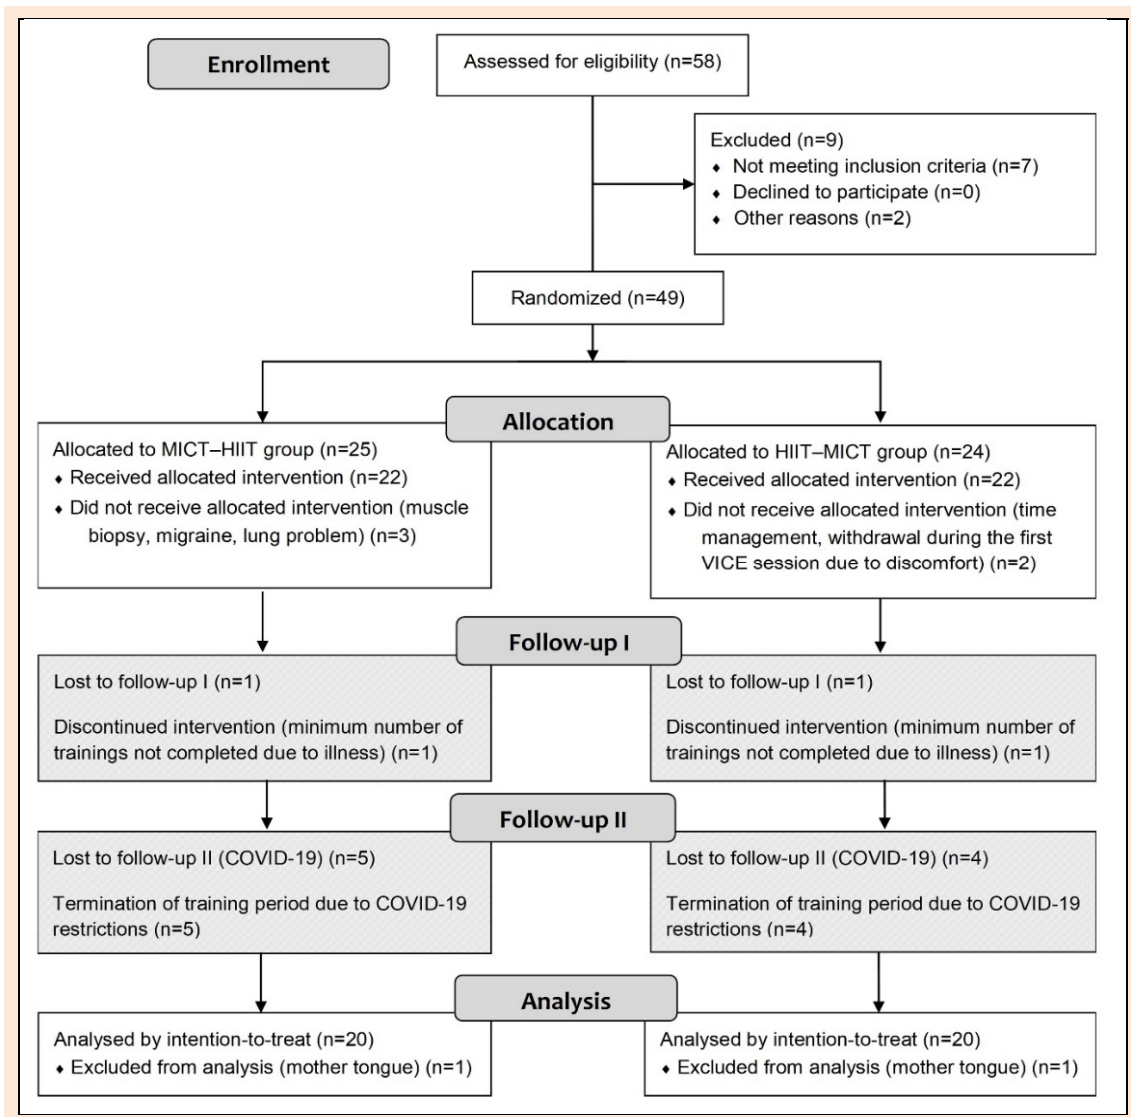 Enrollment
Assessed for eligibility (n=58)
Excluded (n=9)
⬧ Not meeting inclusion criteria (n=7)
⬧ Declined to participate (n=0)
⬧ Other reasons (n=2)
Randomized (n=49)
Allocation
Allocated to MICT–HIIT group (n=25)
⬧ Received allocated intervention (n=22)
⬧ Did not receive allocated intervention (muscle
biopsy, migraine, lung problem) (n=3)
Allocated to HIIT–MICT group (n=24)
⬧ Received allocated intervention (n=22)
⬧ Did not receive allocated intervention (time
management, withdrawal during the first
VICE session due to discomfort) (n=2)
Follow-up I
Lost to follow-up I (n=1)
Discontinued intervention (minimum number of
trainings not completed due to illness) (n=1)
Lost to follow-up I (n=1)
Discontinued intervention (minimum number of
trainings not completed due to illness) (n=1)
Follow-up II
Lost to follow-up II (COVID-19) (n=5)
Termination of training period due to COVID-19
restrictions (n=5)
Lost to follow-up II (COVID-19) (n=4)
Termination of training period due to COVID-19
restrictions (n=4)
Analysis
Analysed by intention-to-treat (n=20)
⬧ Excluded from analysis (mother tongue) (n=1)
Analysed by intention-to-treat (n=20)
⬧ Excluded from analysis (mother tongue) (n=1)